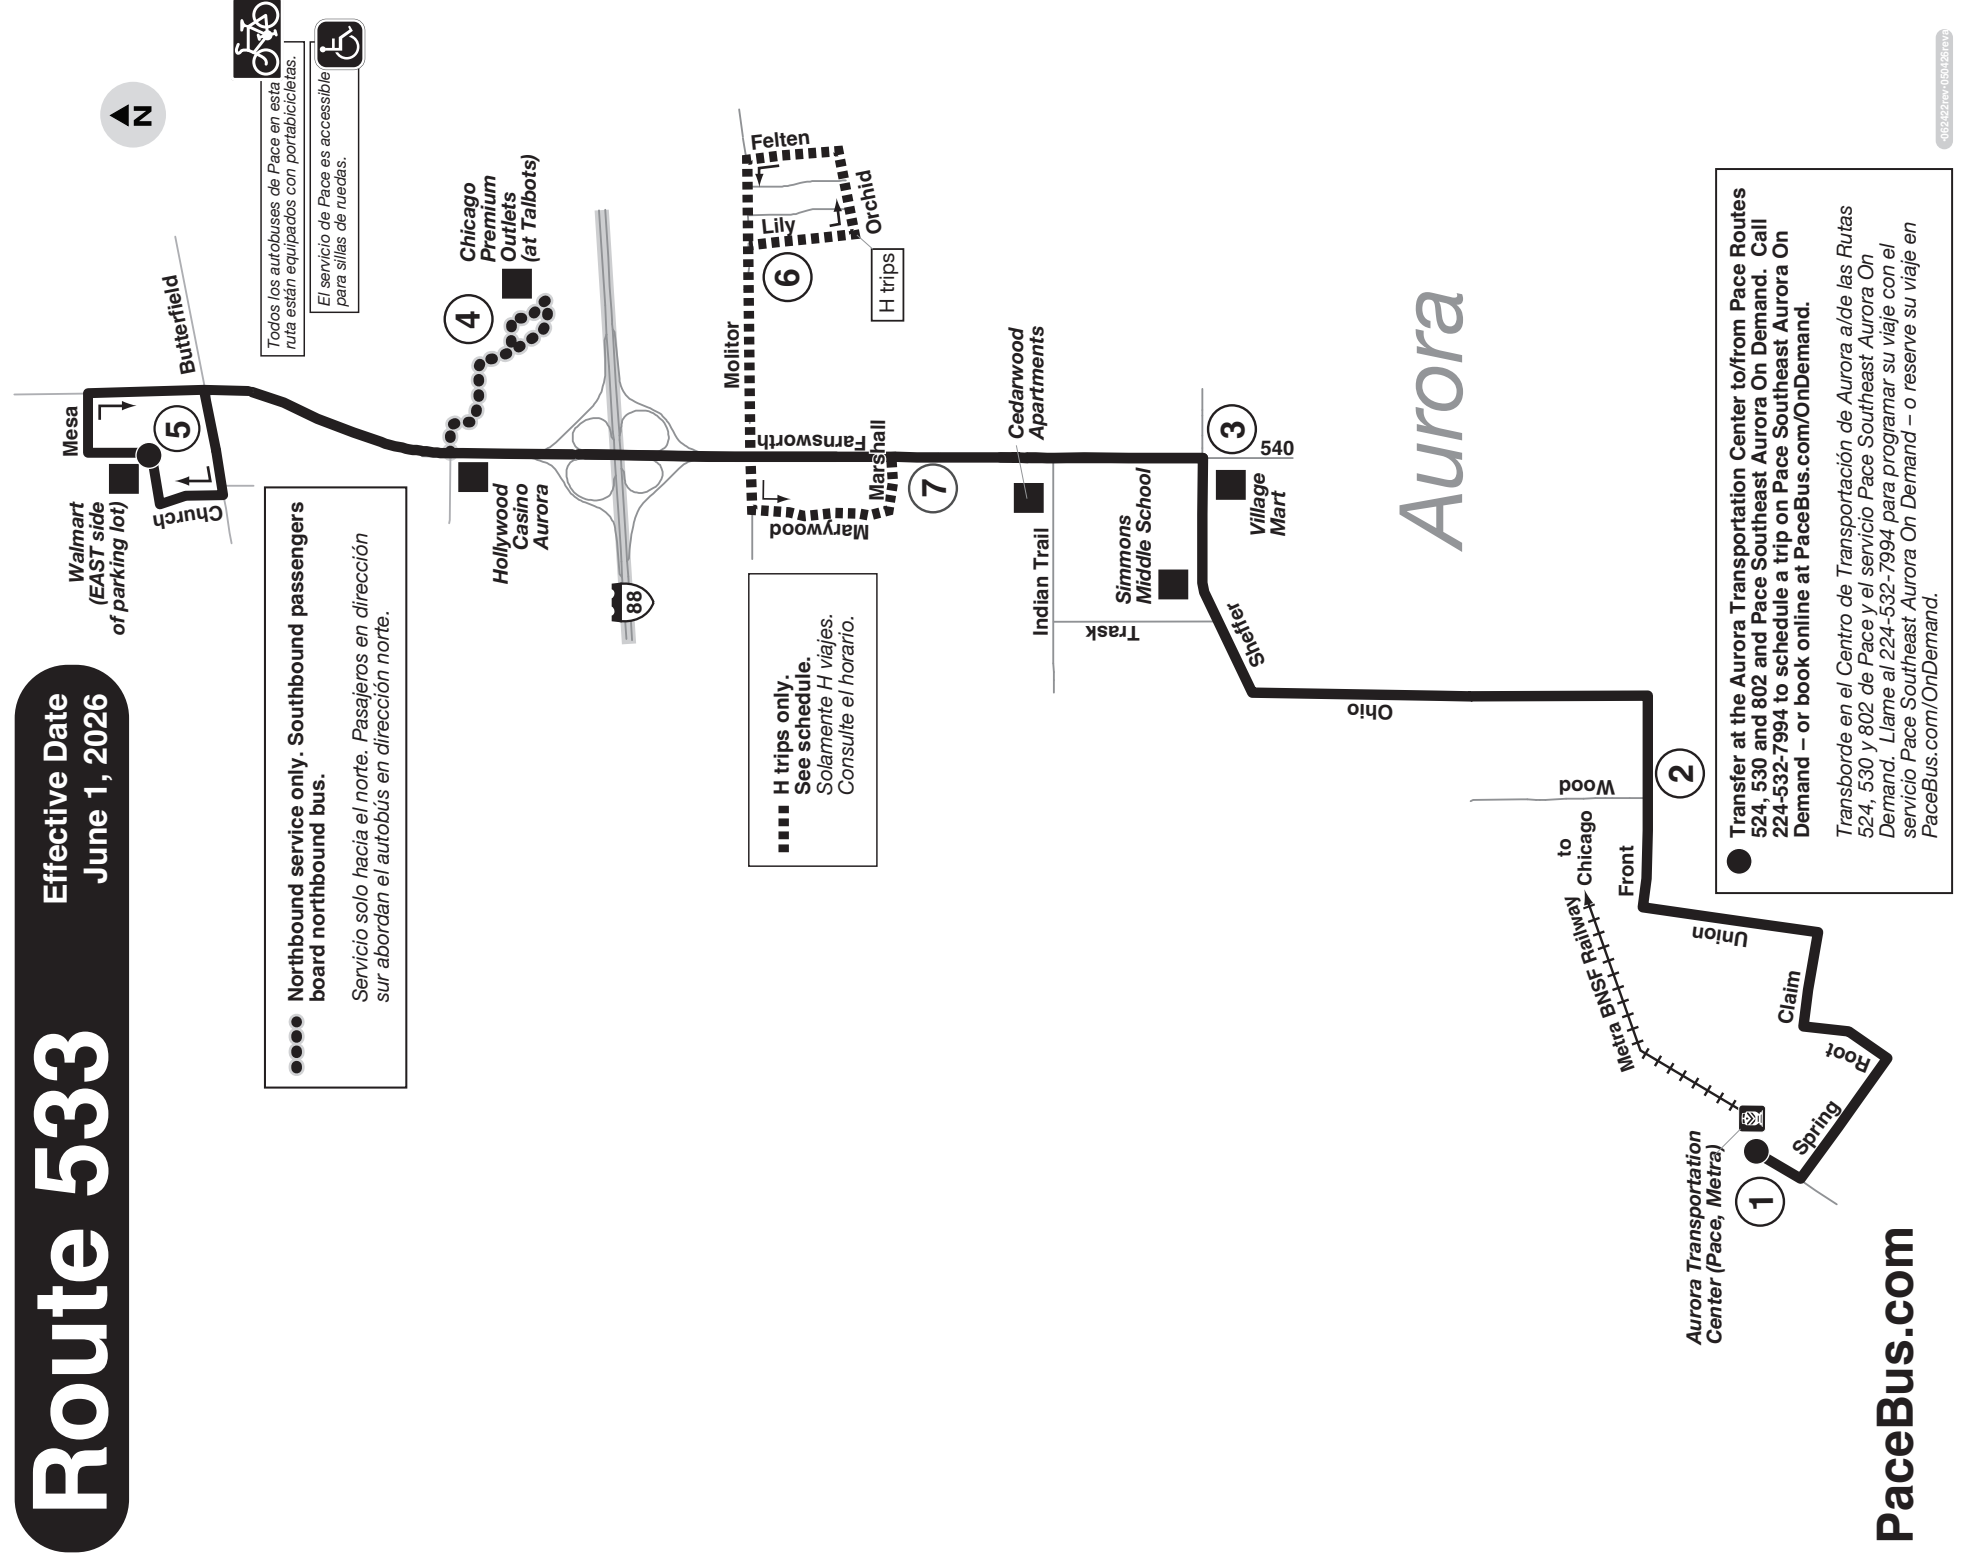 Route 533
Effective Date
June 1, 2026
N
Todos los autobuses de Pace en esta
ruta están equipados con portabicicletas.
El servicio de Pace es accessible
para sillas de ruedas.
Walmart
(EAST side
of parking lot)
Mesa
Butterfield
Church
5
Northbound service only. Southbound passengers
board northbound bus.
Servicio solo hacia el norte. Pasajeros en dirección
sur abordan el autobús en dirección norte.
4
Chicago
Premium
Outlets
(at Talbots)
Hollywood
Casino
Aurora
88
Molitor
Felten
Lily
Orchid
6
H trips
Farnsworth
Marshall
Marywood
7
H trips only.
See schedule.
Solamente H viajes.
Consulte el horario.
Cedarwood
Apartments
Indian Trail
Trask
Simmons
Middle School
3
540
Village
Mart
Sheffer
Aurora
Ohio
Wood
2
Front
to
Chicago
Metra BNSF Railway
Union
Claim
Root
Spring
1
Aurora Transportation
Center (Pace, Metra)
Transfer at the Aurora Transportation Center to/from Pace Routes
524, 530 and 802 and Pace Southeast Aurora On Demand. Call
224-532-7994 to schedule a trip on Pace Southeast Aurora On
Demand – or book online at PaceBus.com/OnDemand.
Transborde en el Centro de Transportación de Aurora a/de las Rutas
524, 530 y 802 de Pace y el servicio Pace Southeast Aurora On
Demand. Llame al 224-532-7994 para programar su viaje con el
servicio Pace Southeast Aurora On Demand – o reserve su viaje en
PaceBus.com/OnDemand.
PaceBus.com